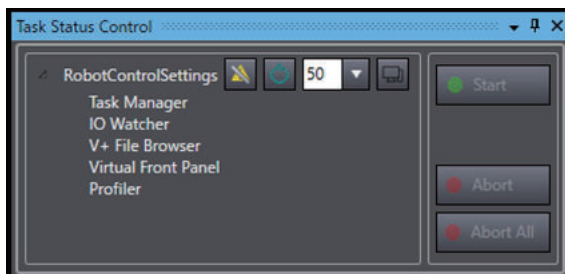 Task Status Control
RobotControlSettings 50 Start
Task Manager
IO Watcher
V+ File Browser
Virtual Front Panel
Profiler
Abort
Abort All